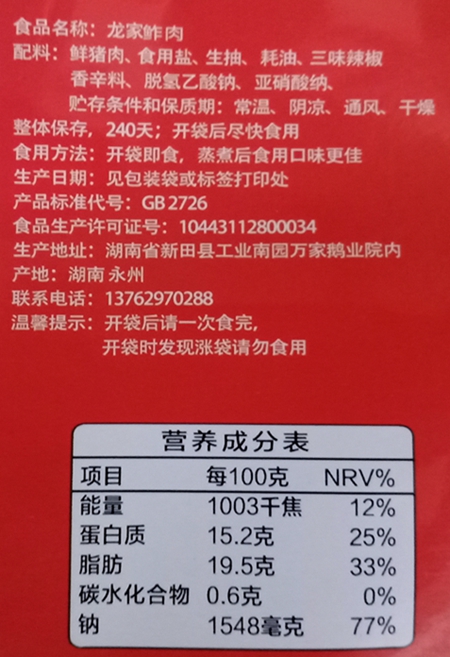 食品名称：龙家鲊肉
配料：鲜猪肉、食用盐、生抽、耗油、三味辣椒
香辛料、脱氢乙酸钠、亚硝酸纳、
贮存条件和保质期：常温、阴凉、通风、干燥
整体保存，240天；开袋后尽快食用
食用方法：开袋即食，蒸煮后食用口味更佳
生产日期：见包装袋或标签打印处
产品标准代号：GB2726
食品生产许可证号：10443112800034
生产地址：湖南省新田县工业南园万家鹅业院内
产地：湖南 永州
联系电话：13762970288
温馨提示：开袋后请一次食完，
开袋时发现涨袋请勿食用
营养成分表
项目 每100克 NRV%
能量 1003千焦 12%
蛋白质 15.2克 25%
脂肪 19.5克 33%
碳水化合物 0.6克 0%
钠 1548毫克 77%